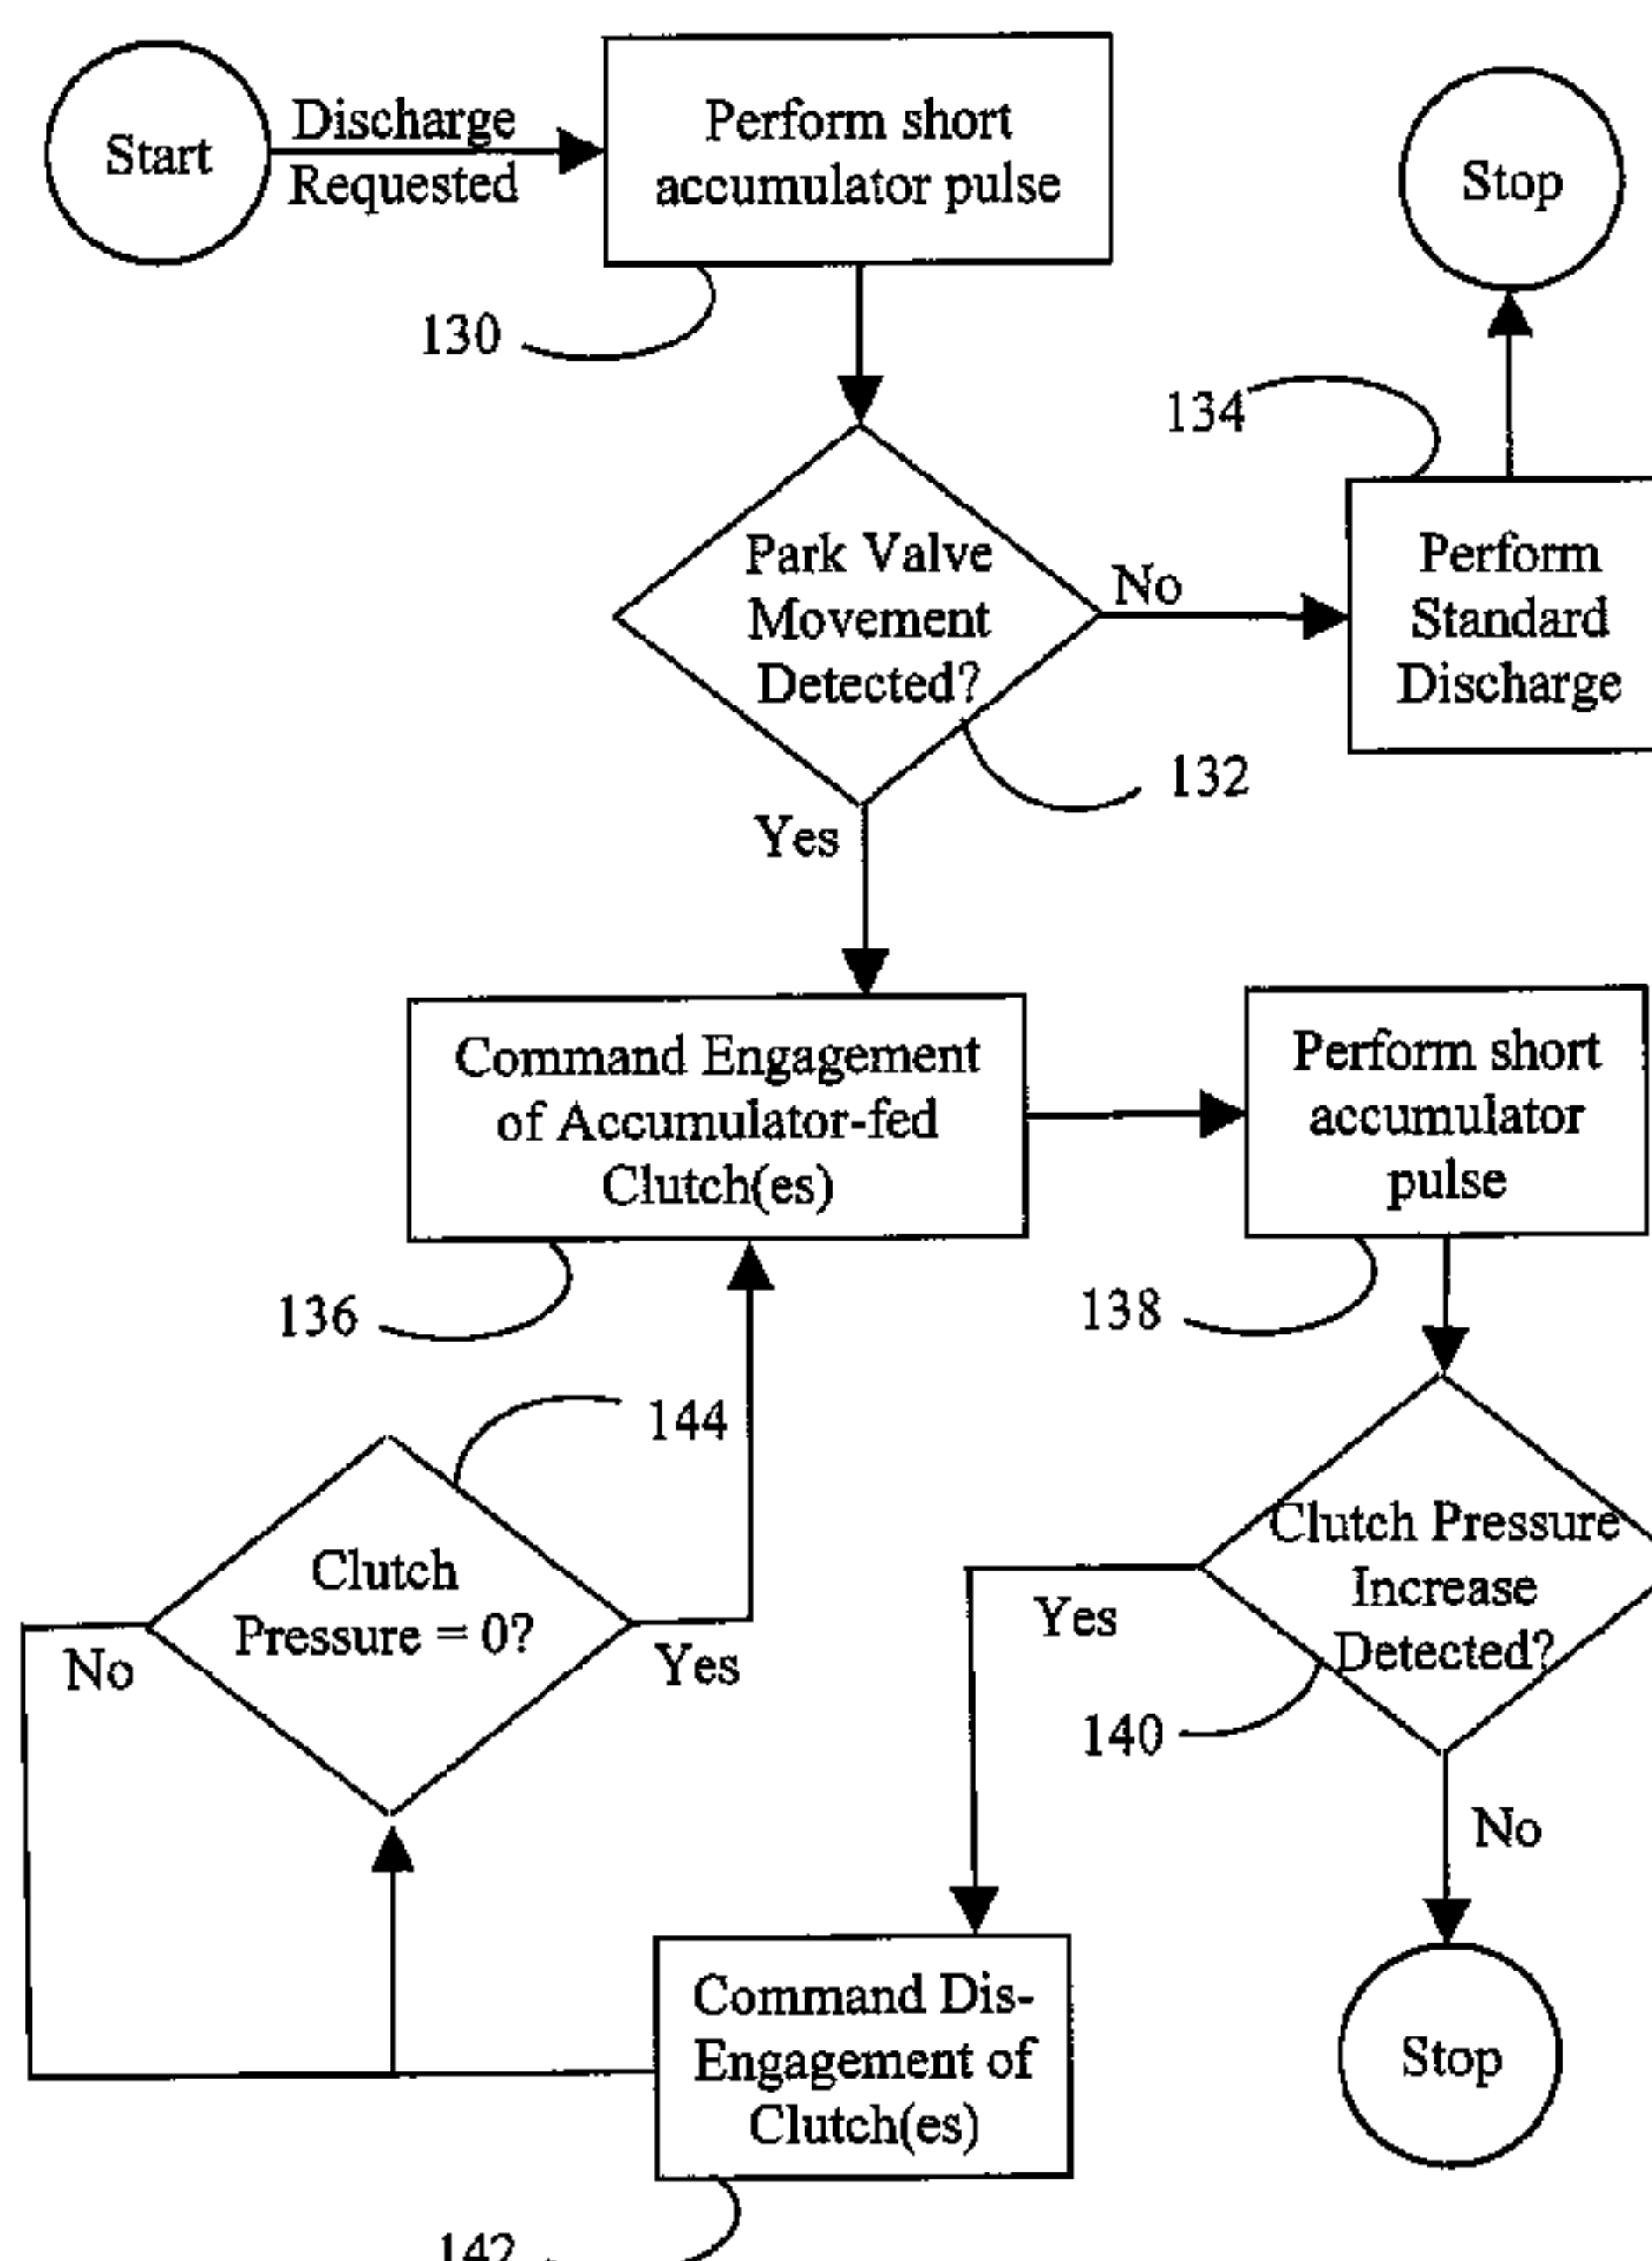 Start
Discharge
Requested
Perform short
accumulator pulse
Stop
130
134
Park Valve
Movement
Detected?
No
Perform
Standard
Discharge
132
Yes
Command Engagement
of Accumulator-fed
Clutch(es)
Perform short
accumulator
pulse
136
138
144
Clutch
Pressure = 0?
No
Yes
Clutch Pressure
Increase
Detected?
Yes
140
No
Command Dis-
Engagement of
Clutch(es)
Stop
142